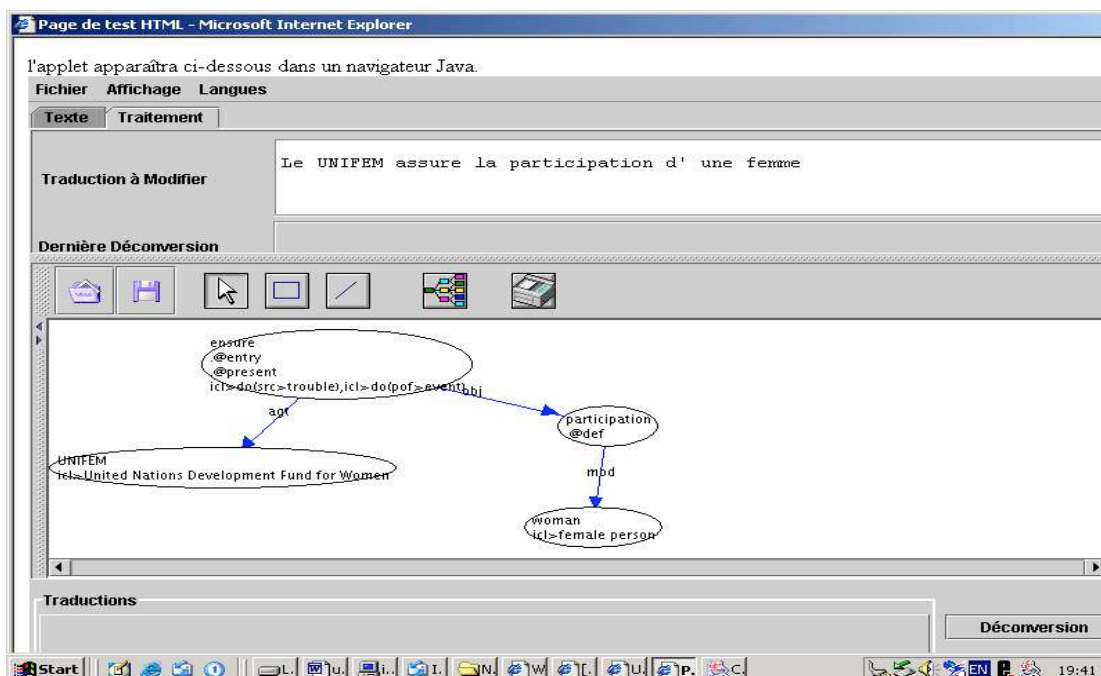 Page de test HTML - Microsoft Internet Explorer
l'applet apparaîtra ci-dessous dans un navigateur Java.
Fichier Affichage Langues
Texte Traitement
Traduction à Modifier
Le UNIFEM assure la participation d' une femme
Dernière Déconversion
ensure
.@entry
.@present
icl>do(src>trouble),icl>do(pof>event)
obj
agt
participation
@def
UNIFEM
icl>United Nations Development Fund for Women
mod
woman
icl>female person
Traductions
Déconversion
Start L. u. i.. I. N. W [. U P. C. EN 19:41